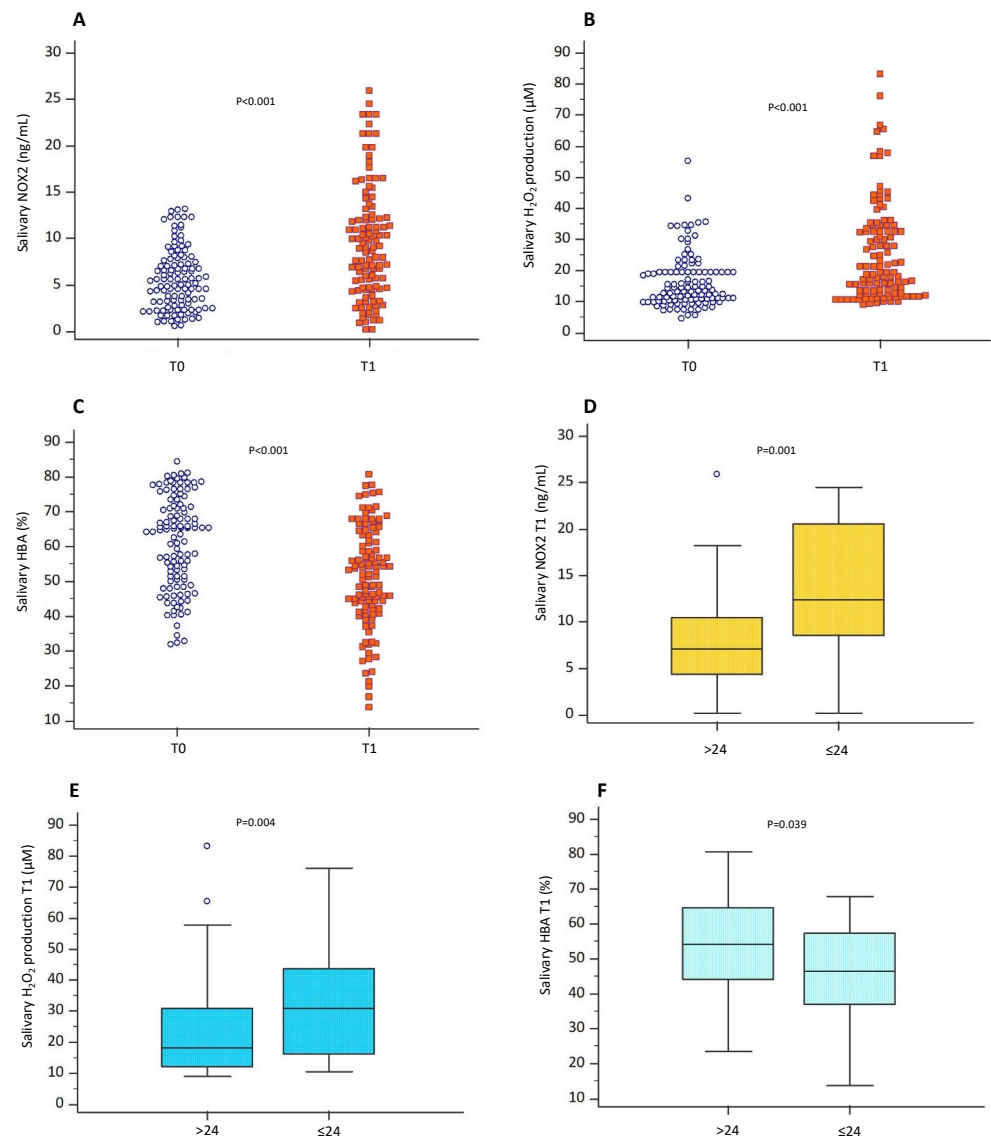 A
Salivary NOX2 (ng/mL)
30
25
20
15
10
5
0
P<0.001
T0 T1
B
Salivary H₂O₂ production (µM)
90
80
70
60
50
40
30
20
10
0
P<0.001
T0 T1
C
Salivary HBA (%)
90
80
70
60
50
40
30
20
10
P<0.001
T0 T1
D
Salivary NOX2 T1 (ng/mL)
30
25
20
15
10
5
0
P=0.001
>24 ≤24
E
Salivary H₂O₂ production T1 (µM)
90
80
70
60
50
40
30
20
10
0
P=0.004
>24 ≤24
F
Salivary HBA T1 (%)
90
80
70
60
50
40
30
20
10
P=0.039
>24 ≤24